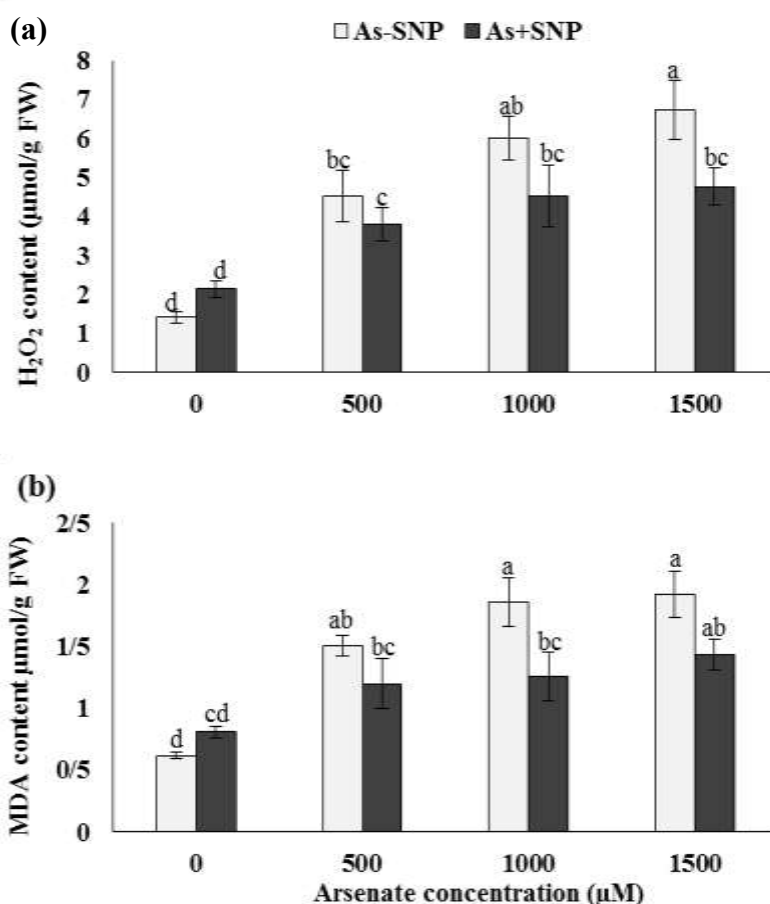 (a)
As-SNP As+SNP
H₂O₂ content (µmol/g FW)
8
7
6
5
4
3
2
1
0
d d bc c ab bc a bc
0 500 1000 1500
(b)
MDA content µmol/g FW)
2/5
2
1/5
1
0/5
0
d cd ab bc a bc a ab
0 500 1000 1500
Arsenate concentration (µM)